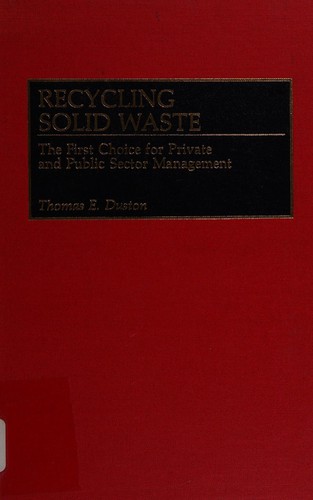 RECYCLING
SOLID WASTE
The First Choice for Private
and Public Sector Management
Thomas E. Duston